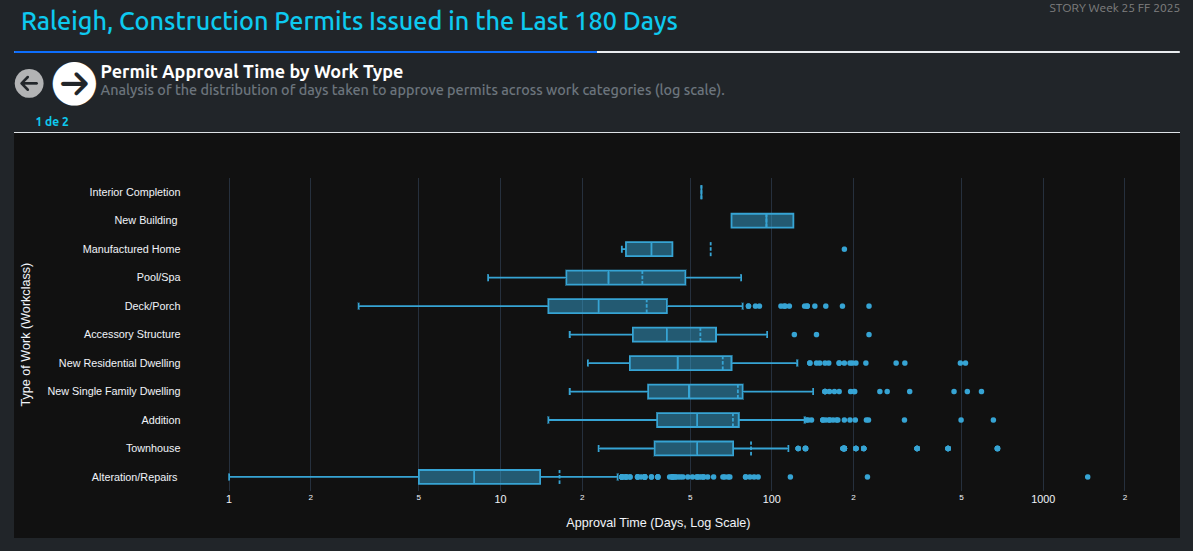 Raleigh, Construction Permits Issued in the Last 180 Days
STORY Week 25 FF 2025
Permit Approval Time by Work Type
Analysis of the distribution of days taken to approve permits across work categories (log scale).
1 de 2
Type of Work (Workclass)
Interior Completion
New Building
Manufactured Home
Pool/Spa
Deck/Porch
Accessory Structure
New Residential Dwelling
New Single Family Dwelling
Addition
Townhouse
Alteration/Repairs
1 2 5 10 2 5 100 2 5 1000 2
Approval Time (Days, Log Scale)